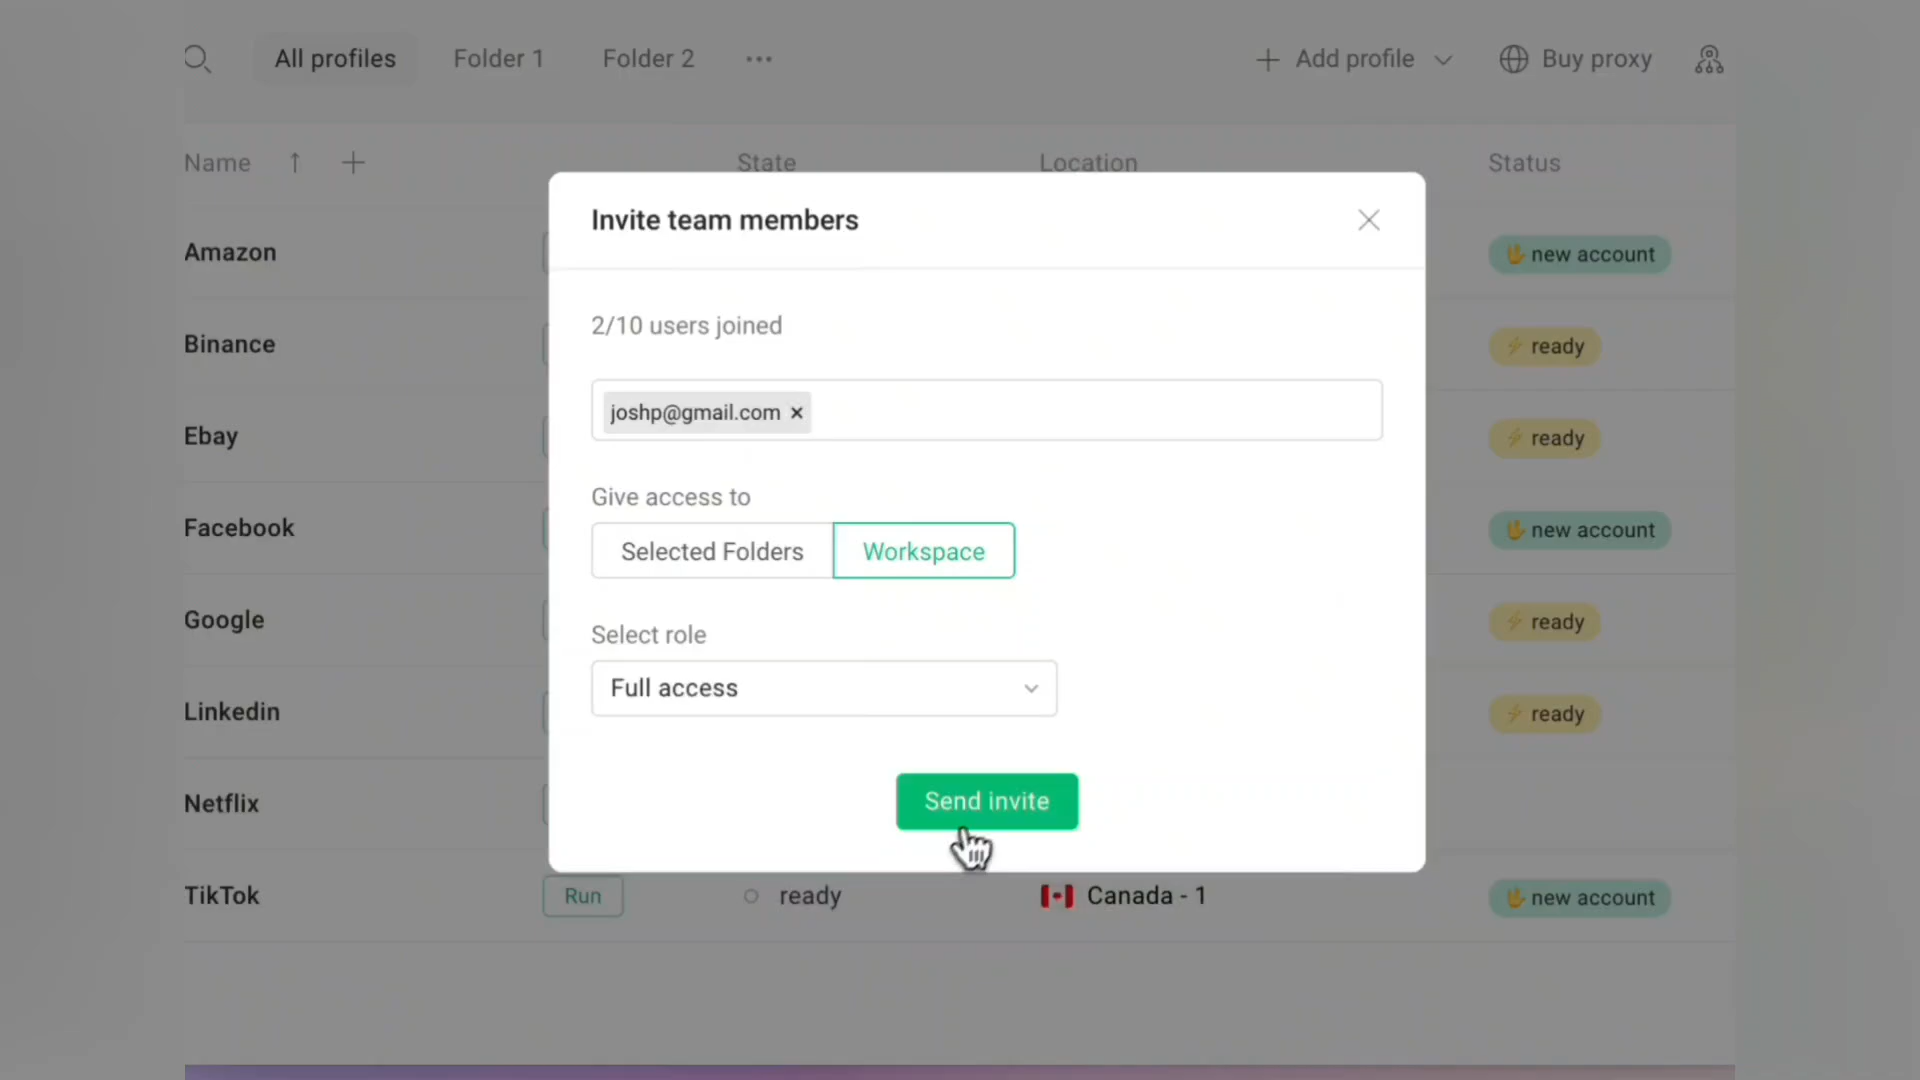 All profiles Folder 1 Folder 2 ... Add profile Buy proxy
Name State Location Status
Invite team members
Amazon new account
2/10 users joined
Binance ready
joshp@gmail.com
Ebay ready
Give access to
Facebook Selected Folders Workspace new account
Google Select role ready
Full access
Linkedin ready
Netflix Send invite
TikTok Run ready Canada - 1 new account